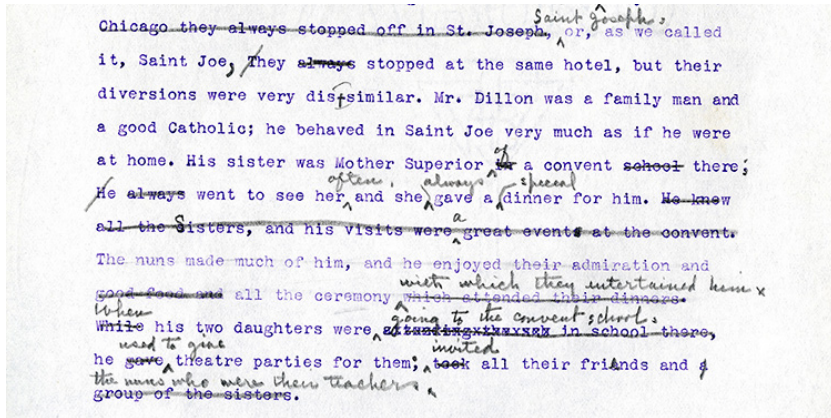 Saint Joseph.
Chicago they always stopped off in St. Joseph, or, as we called
it, Saint Joe, They always stopped at the same hotel, but their
diversions were very dissimilar. Mr. Dillon was a family man and
a good Catholic; he behaved in Saint Joe very much as if he were
of
at home. His sister was Mother Superior in a convent school there;
often, always special
He always went to see her, and she gave a dinner for him. He knew
a
all the Sisters, and his visits were great events at the convent.
The nuns made much of him, and he enjoyed their admiration and
with which they entertained him x
good food and all the ceremony which attended their dinners.
When going to the convent school.
While his two daughters were in school there,
used to give invited
he gave theatre parties for them; took all their friends and
the nuns who were their teachers.
group of the sisters.